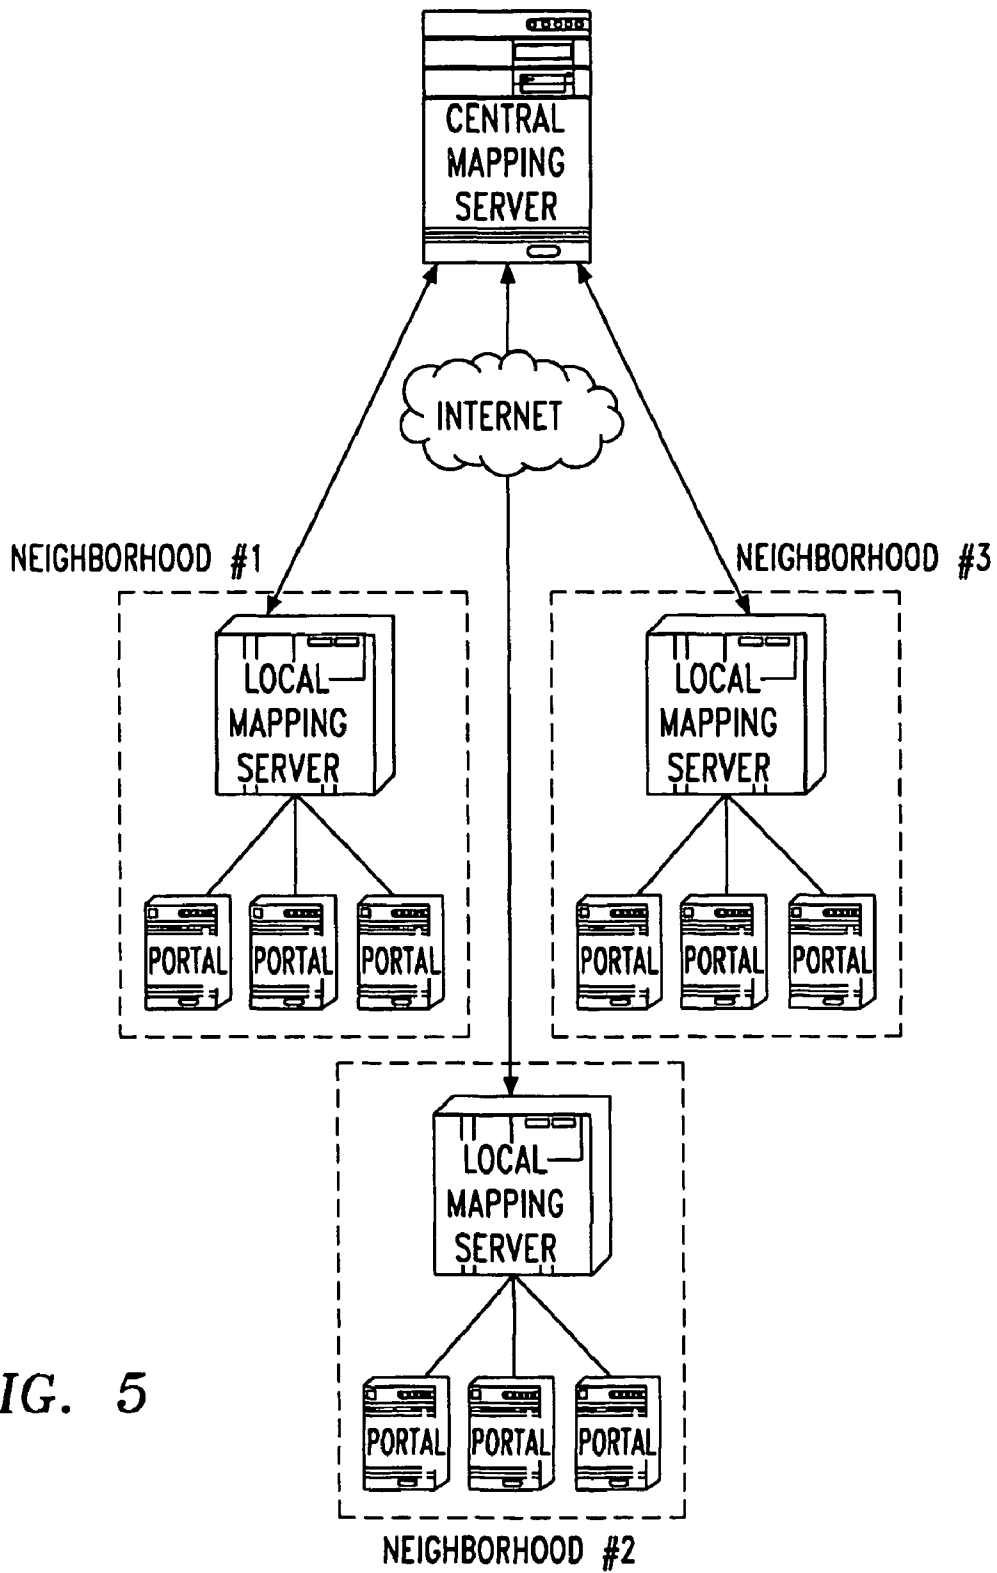 CENTRAL
MAPPING
SERVER
INTERNET
NEIGHBORHOOD #1
NEIGHBORHOOD #3
LOCAL
MAPPING
SERVER
LOCAL
MAPPING
SERVER
PORTAL PORTAL PORTAL
PORTAL PORTAL PORTAL
LOCAL
MAPPING
SERVER
IG. 5
PORTAL PORTAL PORTAL
NEIGHBORHOOD #2